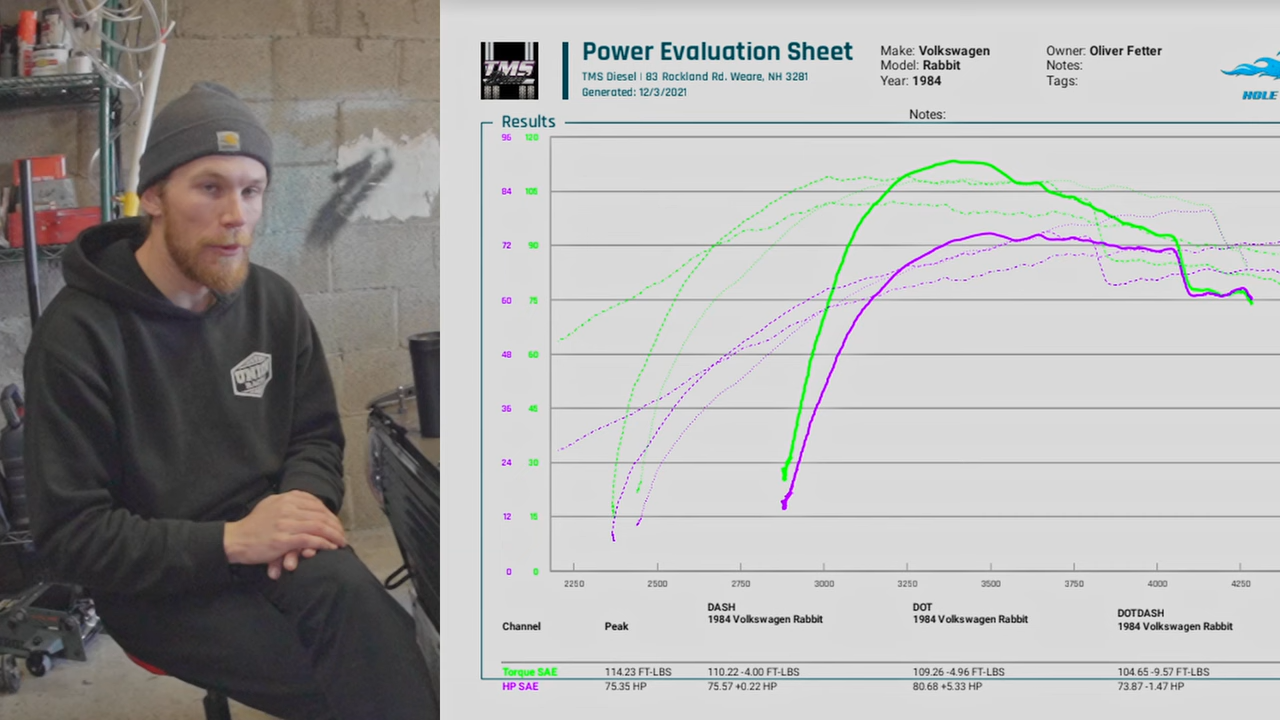 TMS
Power Evaluation Sheet
TMS Diesel | 83 Rockland Rd. Weare, NH 3281
Generated: 12/3/2021
Make: Volkswagen
Model: Rabbit
Year: 1984
Owner: Oliver Fetter
Notes:
Tags:
HOLE
Notes:
Results
96 120
84 105
72 90
60 75
48 60
36 45
24 30
12 15
0 0
2250 2500 2750 3000 3250 3500 3750 4000 4250
Channel
Peak
DASH
1984 Volkswagen Rabbit
DOT
1984 Volkswagen Rabbit
DOTDASH
1984 Volkswagen Rabbit
Torque SAE 114.23 FT-LBS 110.22 -4.00 FT-LBS 109.26 -4.96 FT-LBS 104.65 -9.57 FT-LBS
HP SAE 75.35 HP 75.57 +0.22 HP 80.68 +5.33 HP 73.87 -1.47 HP